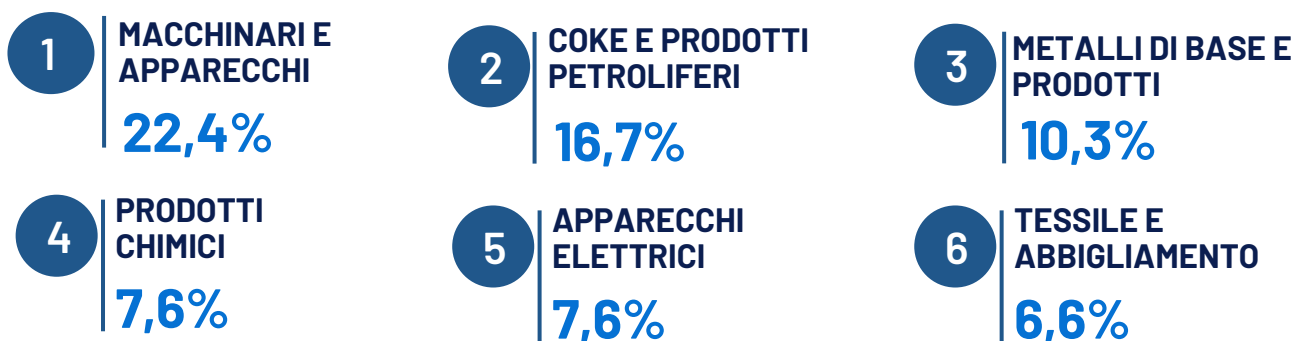 1
MACCHINARI E
APPARECCHI
22,4%
2
COKE E PRODOTTI
PETROLIFERI
16,7%
3
METALLI DI BASE E
PRODOTTI
10,3%
4
PRODOTTI
CHIMICI
7,6%
5
APPARECCHI
ELETTRICI
7,6%
6
TESSILE E
ABBIGLIAMENTO
6,6%